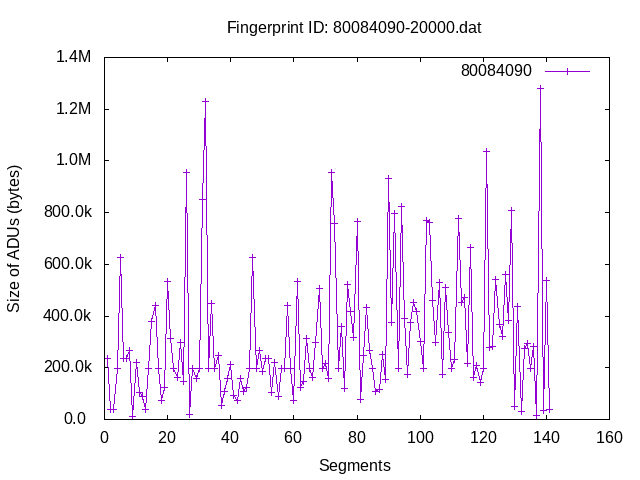 Fingerprint ID: 80084090-20000.dat
80084090
1.4M
1.2M
1.0M
800.0k
600.0k
400.0k
200.0k
0.0
Size of ADUs (bytes)
0 20 40 60 80 100 120 140 160
Segments